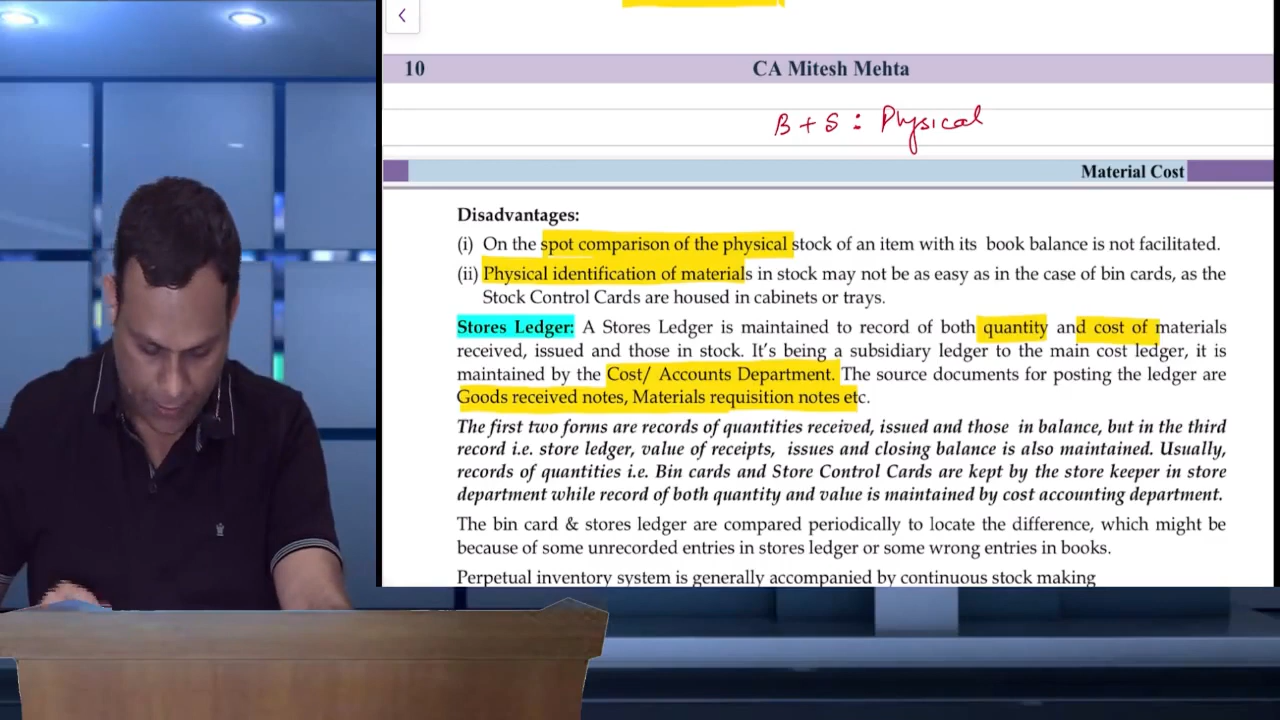 10 CA Mitesh Mehta
B + S : Physical
Material Cost
Disadvantages:
(i) On the spot comparison of the physical stock of an item with its book balance is not facilitated.
(ii) Physical identification of materials in stock may not be as easy as in the case of bin cards, as the
Stock Control Cards are housed in cabinets or trays.
Stores Ledger: A Stores Ledger is maintained to record of both quantity and cost of materials
received, issued and those in stock. It's being a subsidiary ledger to the main cost ledger, it is
maintained by the Cost/ Accounts Department. The source documents for posting the ledger are
Goods received notes, Materials requisition notes etc.
The first two forms are records of quantities received, issued and those in balance, but in the third
record i.e. store ledger, value of receipts, issues and closing balance is also maintained. Usually,
records of quantities i.e. Bin cards and Store Control Cards are kept by the store keeper in store
department while record of both quantity and value is maintained by cost accounting department.
The bin card & stores ledger are compared periodically to locate the difference, which might be
because of some unrecorded entries in stores ledger or some wrong entries in books.
Perpetual inventory system is generally accompanied by continuous stock making